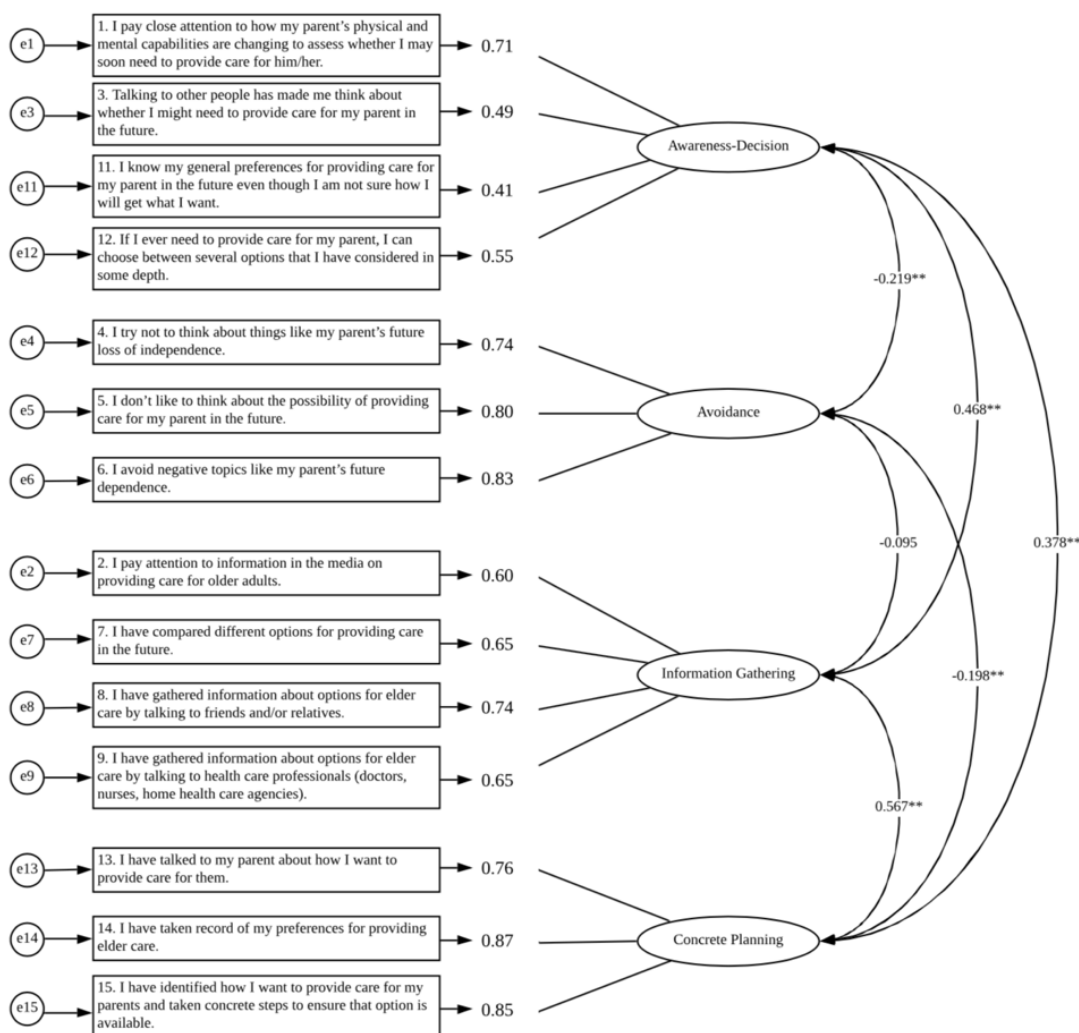 e1
1. I pay close attention to how my parent’s physical and
mental capabilities are changing to assess whether I may
soon need to provide care for him/her.
0.71
e3
3. Talking to other people has made me think about
whether I might need to provide care for my parent in
the future.
0.49
Awareness-Decision
e11
11. I know my general preferences for providing care for
my parent in the future even though I am not sure how I
will get what I want.
0.41
e12
12. If I ever need to provide care for my parent, I can
choose between several options that I have considered in
some depth.
0.55
-0.219**
e4
4. I try not to think about things like my parent’s future
loss of independence.
0.74
e5
5. I don’t like to think about the possibility of providing
care for my parent in the future.
0.80
Avoidance
0.468**
e6
6. I avoid negative topics like my parent’s future
dependence.
0.83
-0.095
0.378**
e2
2. I pay attention to information in the media on
providing care for older adults.
0.60
e7
7. I have compared different options for providing care
in the future.
0.65
Information Gathering
-0.198**
e8
8. I have gathered information about options for elder
care by talking to friends and/or relatives.
0.74
e9
9. I have gathered information about options for elder
care by talking to health care professionals (doctors,
nurses, home health care agencies).
0.65
0.567**
e13
13. I have talked to my parent about how I want to
provide care for them.
0.76
e14
14. I have taken record of my preferences for providing
elder care.
0.87
Concrete Planning
e15
15. I have identified how I want to provide care for my
parents and taken concrete steps to ensure that option is
available.
0.85